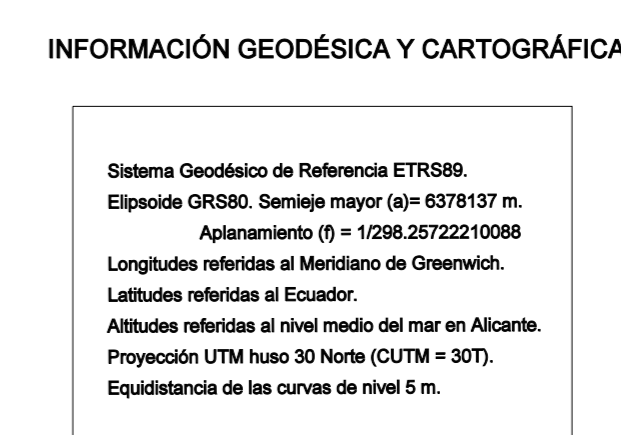 INFORMACIÓN GEODÉSICA Y CARTOGRÁFICA
Sistema Geodésico de Referencia ETRS89.
Elipsoide GRS80. Semieje mayor (a)= 6378137 m.
Aplanamiento (f) = 1/298.25722210088
Longitudes referidas al Meridiano de Greenwich.
Latitudes referidas al Ecuador.
Altitudes referidas al nivel medio del mar en Alicante.
Proyección UTM huso 30 Norte (CUTM = 30T).
Equidistancia de las curvas de nivel 5 m.